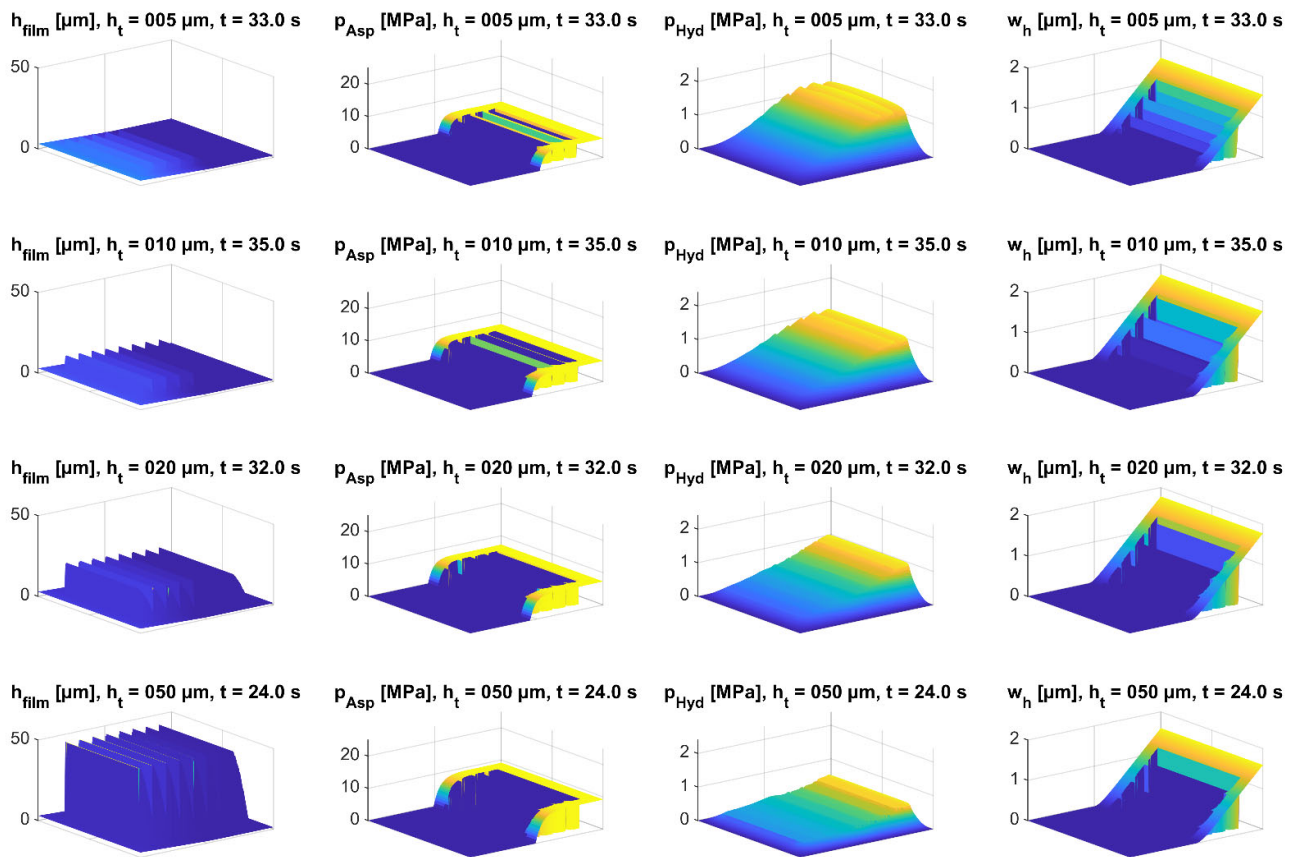 h_film [µm], h_t = 005 µm, t = 33.0 s
50
0
p_Asp [MPa], h_t = 005 µm, t = 33.0 s
20
10
0
p_Hyd [MPa], h_t = 005 µm, t = 33.0 s
2
1
0
w_h [µm], h_t = 005 µm, t = 33.0 s
2
1
0
h_film [µm], h_t = 010 µm, t = 35.0 s
50
0
p_Asp [MPa], h_t = 010 µm, t = 35.0 s
20
10
0
p_Hyd [MPa], h_t = 010 µm, t = 35.0 s
2
1
0
w_h [µm], h_t = 010 µm, t = 35.0 s
2
1
0
h_film [µm], h_t = 020 µm, t = 32.0 s
50
0
p_Asp [MPa], h_t = 020 µm, t = 32.0 s
20
10
0
p_Hyd [MPa], h_t = 020 µm, t = 32.0 s
2
1
0
w_h [µm], h_t = 020 µm, t = 32.0 s
2
1
0
h_film [µm], h_t = 050 µm, t = 24.0 s
50
0
p_Asp [MPa], h_t = 050 µm, t = 24.0 s
20
10
0
p_Hyd [MPa], h_t = 050 µm, t = 24.0 s
2
1
0
w_h [µm], h_t = 050 µm, t = 24.0 s
2
1
0